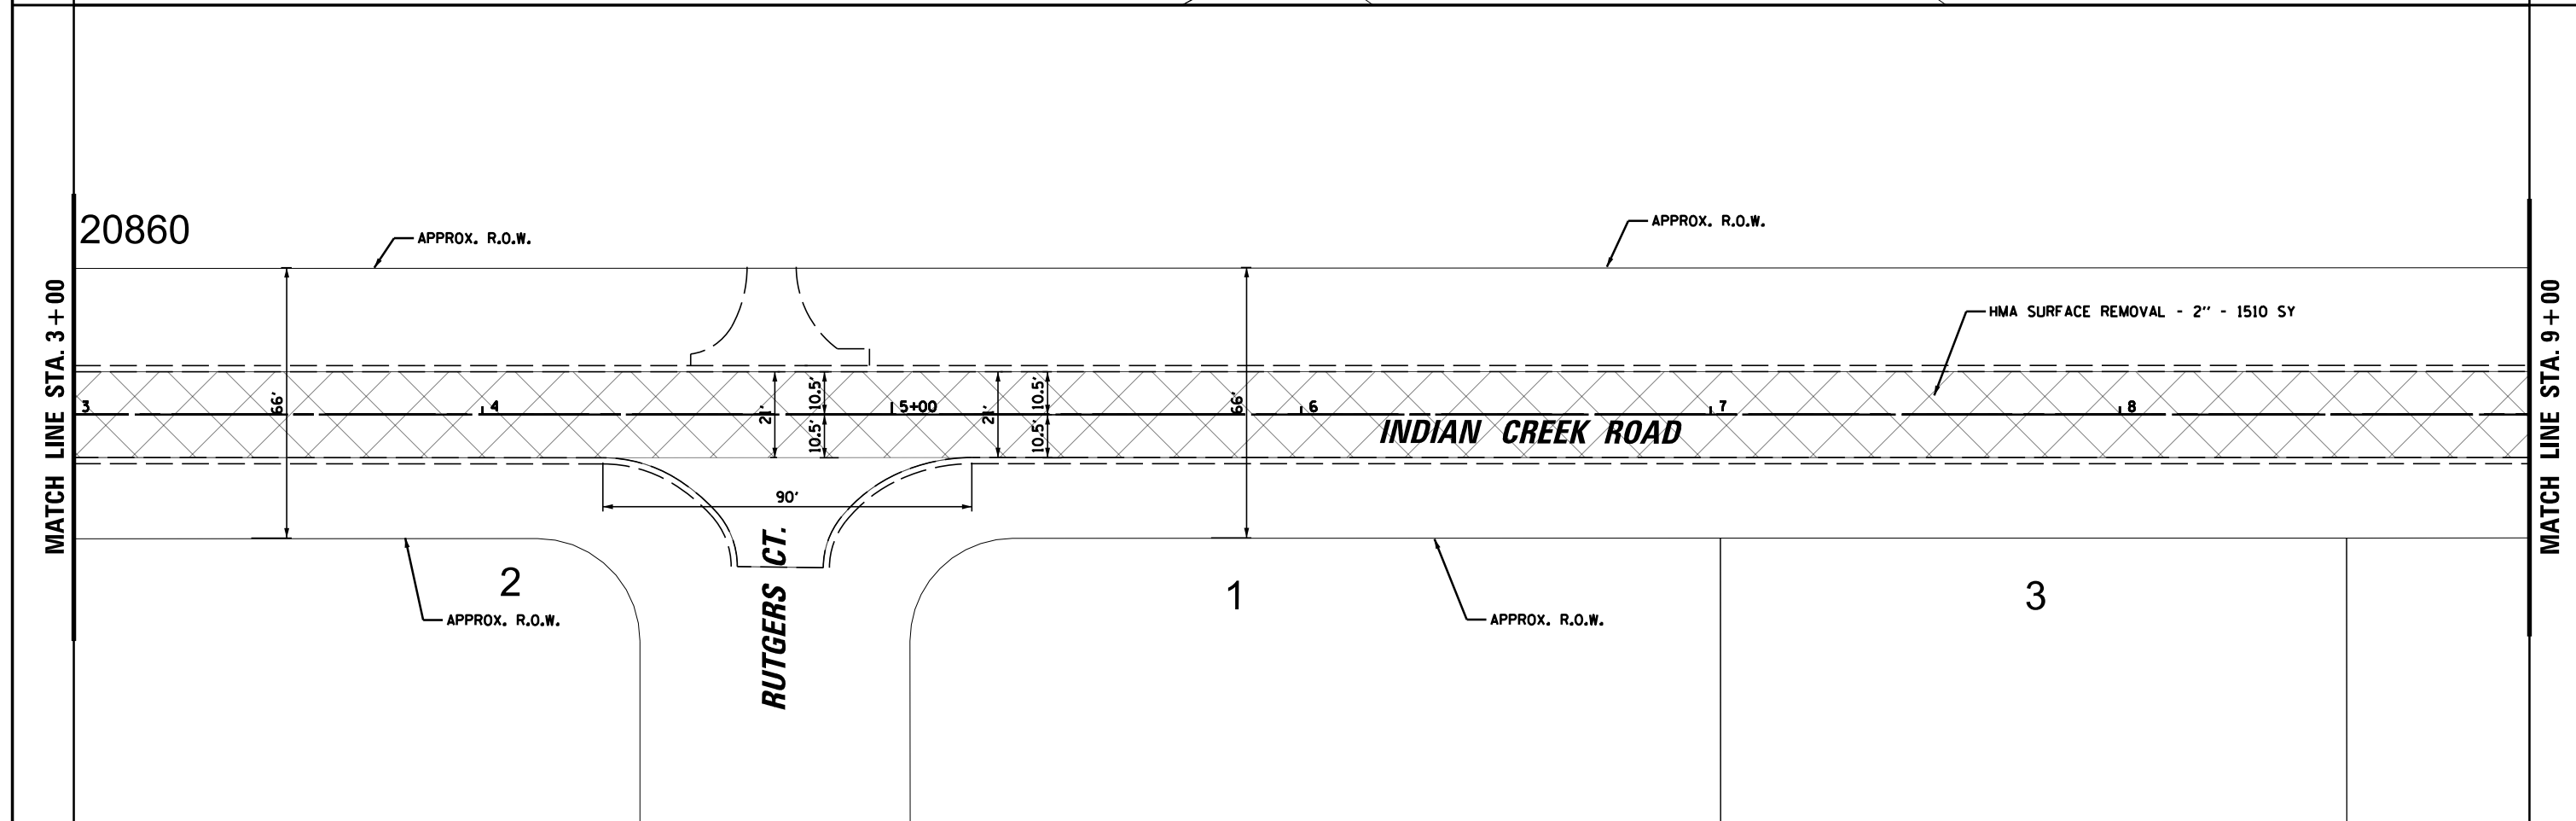 20860
APPROX. R.O.W.
APPROX. R.O.W.
HMA SURFACE REMOVAL - 2" - 1510 SY
MATCH LINE STA. 3+00
MATCH LINE STA. 9+00
66'
21'
10.5'
10.5'
21'
10.5'
10.5'
66'
3
4
5+00
6
7
8
INDIAN CREEK ROAD
90'
RUTGERS CT.
2
1
3
APPROX. R.O.W.
APPROX. R.O.W.